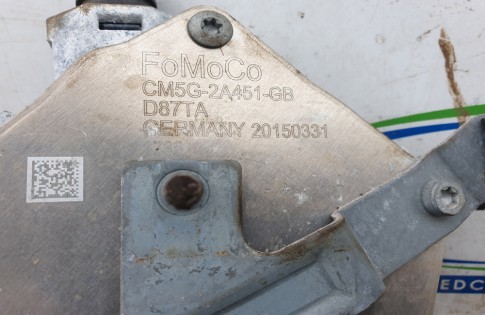 FoMoCo
CM5G-2A451-GB
D87TA
GERMANY 20150331
EDC